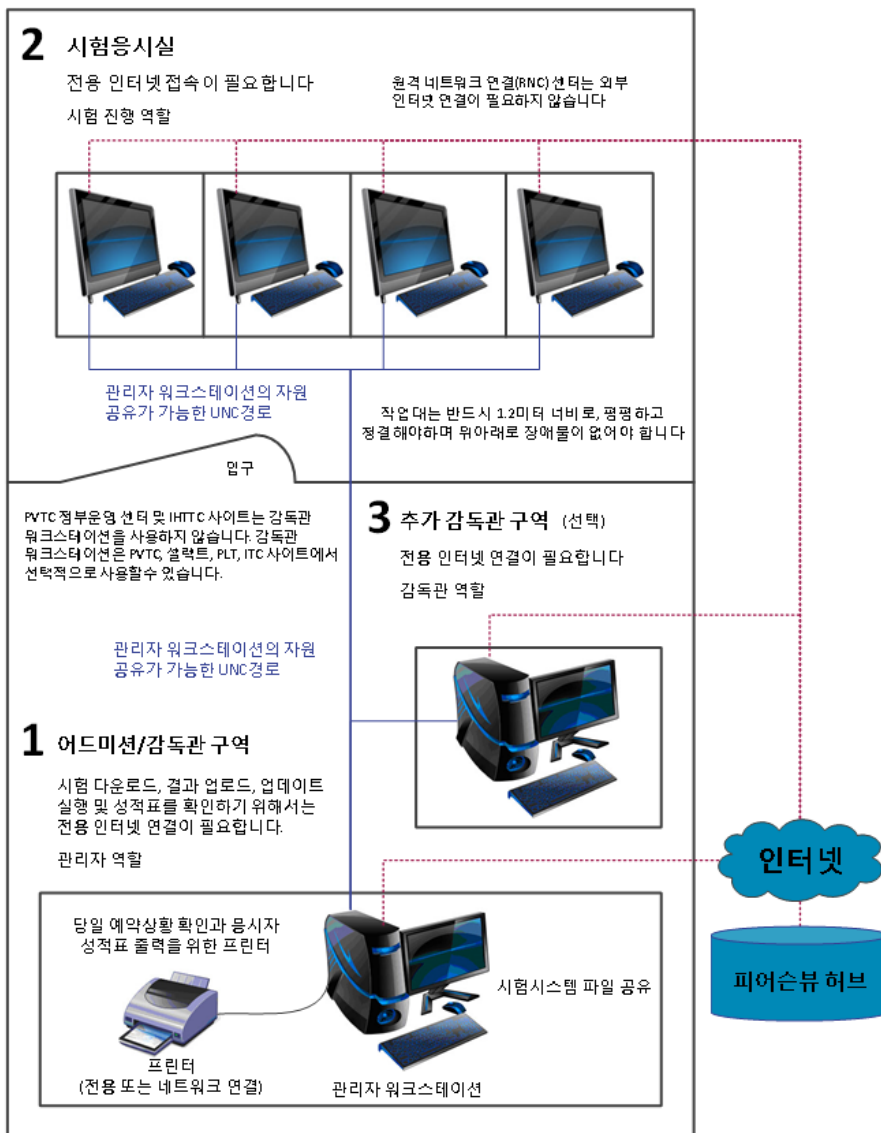 2 시험응시실
전용 인터넷 접속이 필요합니다
시험 진행 역할
원격 네트워크 연결(RNC) 센터는 외부
인터넷 연결이 필요하지 않습니다
관리자 워크스테이션의 자원
공유가 가능한 UNC경로
작업대는 반드시 1.2미터 너비로, 평평하고
청결해야하며 위아래로 장애물이 없어야 합니다
입구
PVTC 정부운영 센터 및 IHTTC 사이트는 감독관
워크스테이션을 사용하지 않습니다. 감독관
워크스테이션은 PVTC, 셀랙트, PLT, ITC 사이트에서
선택적으로 사용할수 있습니다.
3 추가 감독관 구역 (선택)
전용 인터넷 연결이 필요합니다
감독관 역할
관리자 워크스테이션의 자원
공유가 가능한 UNC경로
1 어드미션/감독관 구역
시험 다운로드, 결과 업로드, 업데이트
실행 및 성적표를 확인하기 위해서는
전용 인터넷 연결이 필요합니다.
관리자 역할
당일 예약상황 확인과 응시자
성적표 출력을 위한 프린터
시험시스템 파일 공유
프린터
(전용 또는 네트워크 연결)
관리자 워크스테이션
인터넷
피어슨뷰 허브